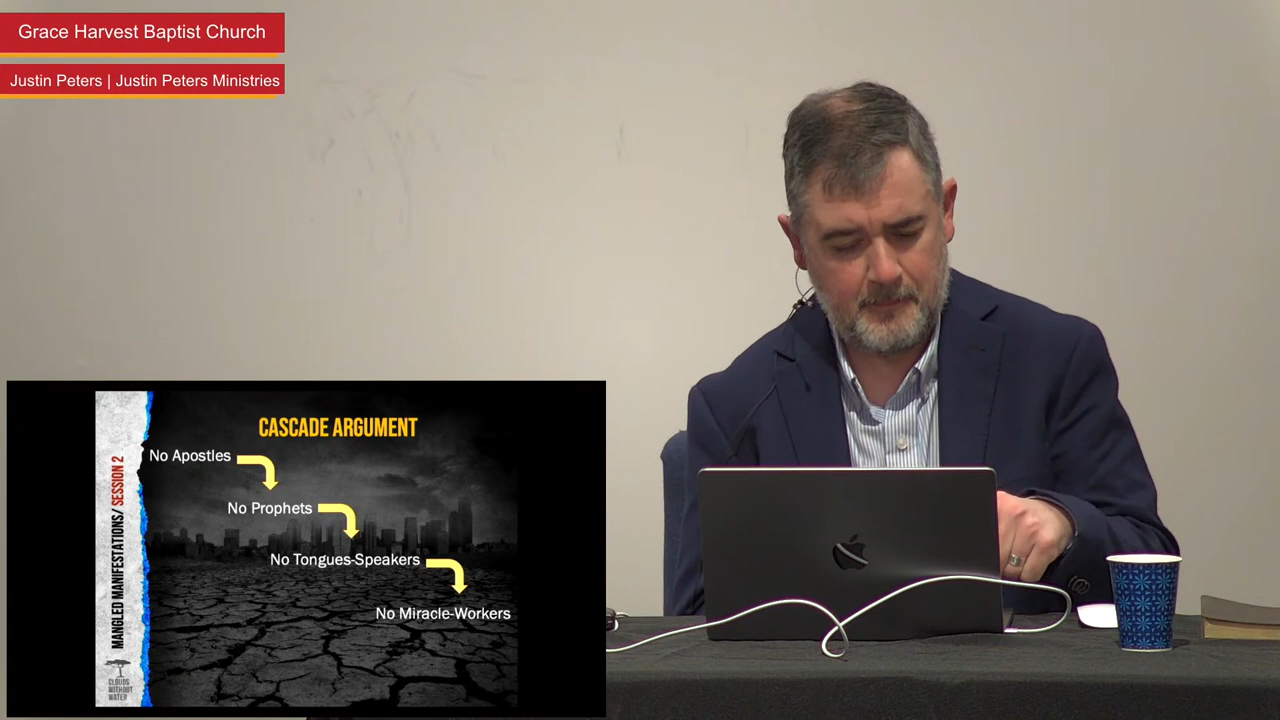 Grace Harvest Baptist Church
Justin Peters | Justin Peters Ministries
CASCADE ARGUMENT
No Apostles
No Prophets
No Tongues-Speakers
No Miracle-Workers
MANGLED MANIFESTATIONS/ SESSION 2
CLOUDS
WITHOUT
WATER